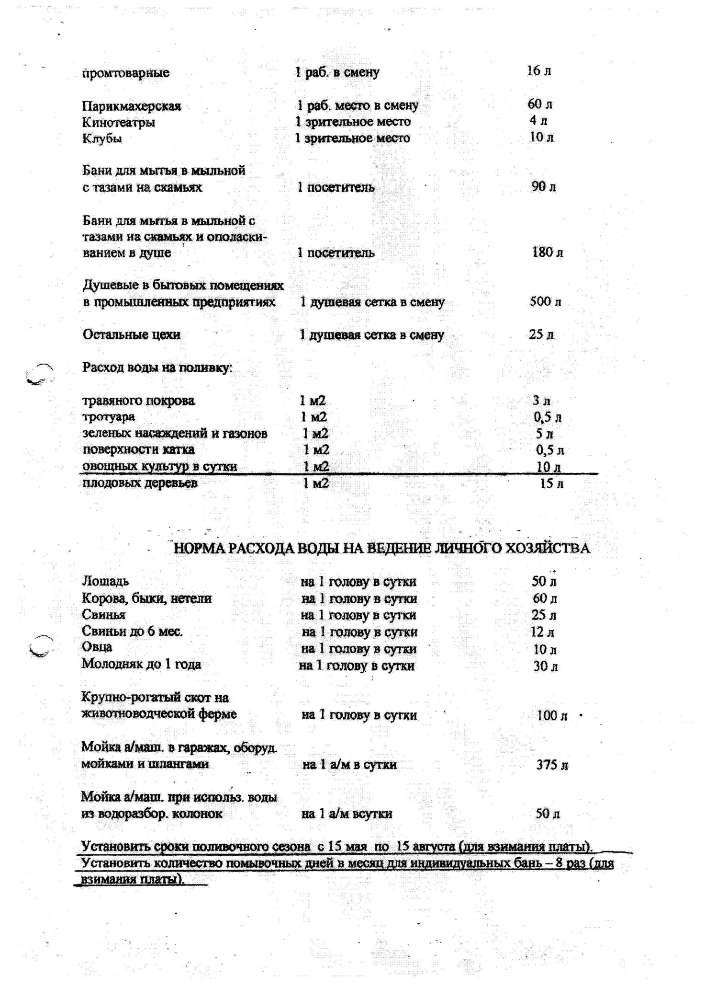 промтоварные 1 раб. в смену 16 л
Парикмахерская 1 раб. место в смену 60 л
Кинотеатры 1 зрительное место 4 л
Клубы 1 зрительное место 10 л
Бани для мытья в мыльной
с тазами на скамьях 1 посетитель 90 л
Бани для мытья в мыльной с
тазами на скамьях и ополаски-
ванием в душе 1 посетитель 180 л
Душевые в бытовых помещениях
в промышленных предприятиях 1 душевая сетка в смену 500 л
Остальные цехи 1 душевая сетка в смену 25 л
Расход воды на поливку:
травяного покрова 1 м2 3 л
тротуара 1 м2 0,5 л
зеленых насаждений и газонов 1 м2 5 л
поверхности катка 1 м2 0,5 л
овощных культур в сутки 1 м2 10 л
плодовых деревьев 1 м2 15 л
НОРМА РАСХОДА ВОДЫ НА ВЕДЕНИЕ ЛИЧНОГО ХОЗЯЙСТВА
Лошадь на 1 голову в сутки 50 л
Корова, быки, нетели на 1 голову в сутки 60 л
Свинья на 1 голову в сутки 25 л
Свиньи до 6 мес. на 1 голову в сутки 12 л
Овца на 1 голову в сутки 10 л
Молодняк до 1 года на 1 голову в сутки 30 л
Крупно-рогатый скот на
животноводческой ферме на 1 голову в сутки 100 л
Мойка а/маш. в гаражах, оборуд.
мойками и шлангами на 1 а/м в сутки 375 л
Мойка а/маш. при использ. воды
из водоразбор. колонок на 1 а/м всутки 50 л
Установить сроки поливочного сезона с 15 мая по 15 августа (для взимания платы).
Установить количество помывочных дней в месяц для индивидуальных бань – 8 раз (для
взимания платы).